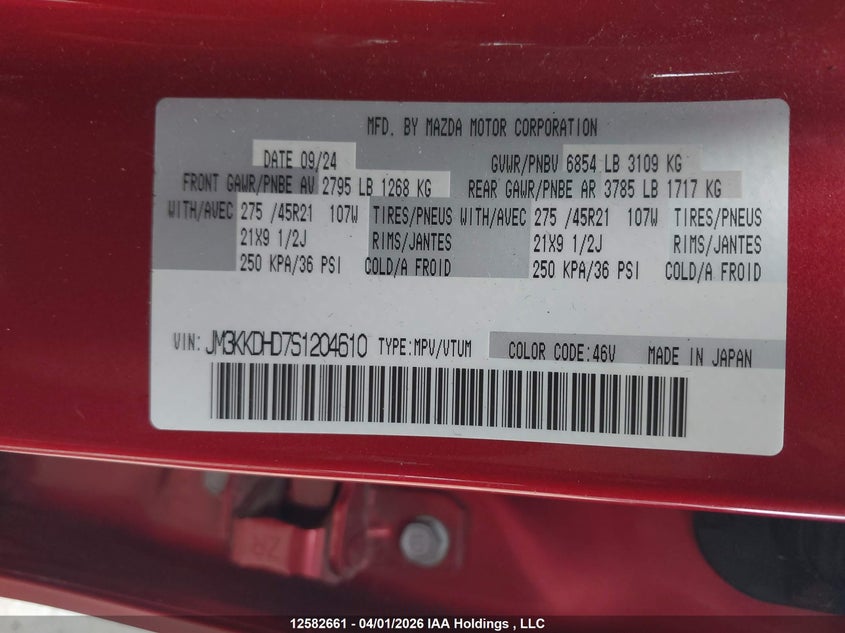 MFD. BY MAZDA MOTOR CORPORATION
DATE 09/24 GVWR/PNBV 6854 LB 3109 KG
FRONT GAWR/PNBE AV 2795 LB 1268 KG REAR GAWR/PNBE AR 3785 LB 1717 KG
WITH/AVEC 275 /45R21 107W TIRES/PNEUS WITH/AVEC 275 /45R21 107W TIRES/PNEUS
21X9 1/2J RIMS/JANTES 21X9 1/2J RIMS/JANTES
250 KPA/36 PSI COLD/A FROID 250 KPA/36 PSI COLD/A FROID
VIN: JM3KKDHD7S1204610 TYPE:MPV/VTUM COLOR CODE:46V MADE IN JAPAN
12582661 - 04/01/2026 IAA Holdings , LLC